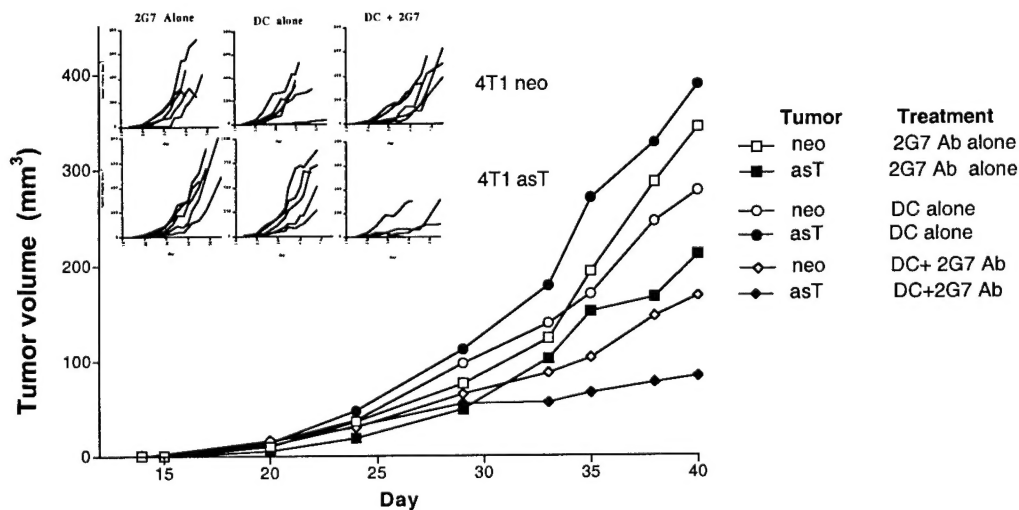 2G7 Alone DC alone DC + 2G7
4T1 neo
4T1 asT
Tumor volume (mm³)
400
300
200
100
0
15 20 25 30 35 40
Day
Tumor Treatment
neo 2G7 Ab alone
asT 2G7 Ab alone
neo DC alone
asT DC alone
neo DC+ 2G7 Ab
asT DC+2G7 Ab